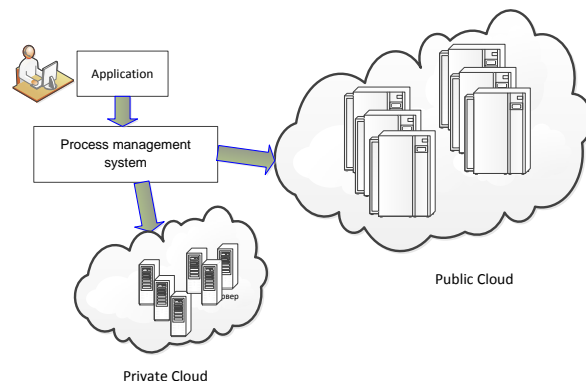 Application
Process management
system
Public Cloud
Private Cloud